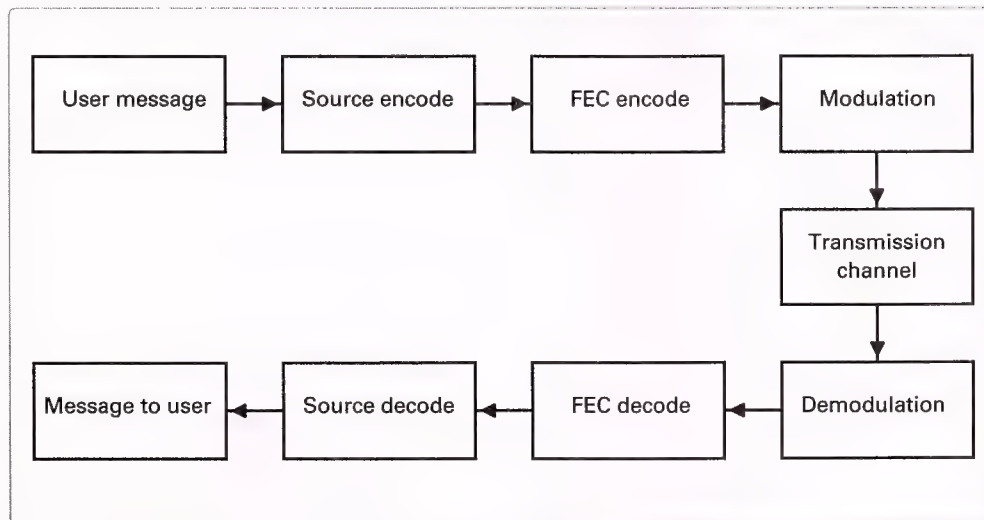 User message
Source encode
FEC encode
Modulation
Transmission
channel
Message to user
Source decode
FEC decode
Demodulation